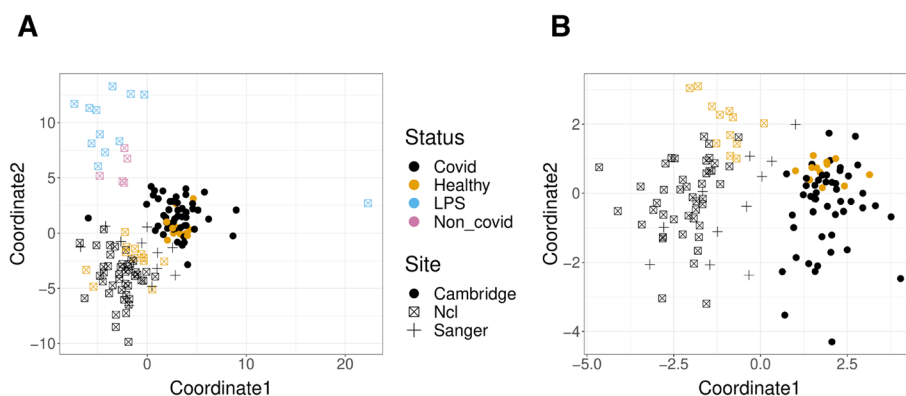 A
B
Coordinate2
10
5
0
−5
−10
0
10
20
Coordinate1
Status
Covid
Healthy
LPS
Non_covid
Site
Cambridge
Ncl
Sanger
Coordinate2
2
0
−2
−4
−5.0
−2.5
0.0
2.5
Coordinate1